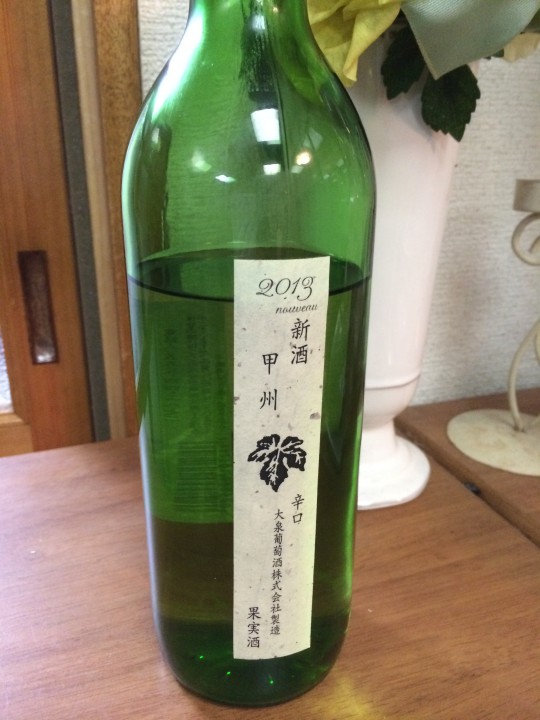 2013
nouveau
新酒
甲州
辛口
大泉葡萄酒株式会社製造
果実酒